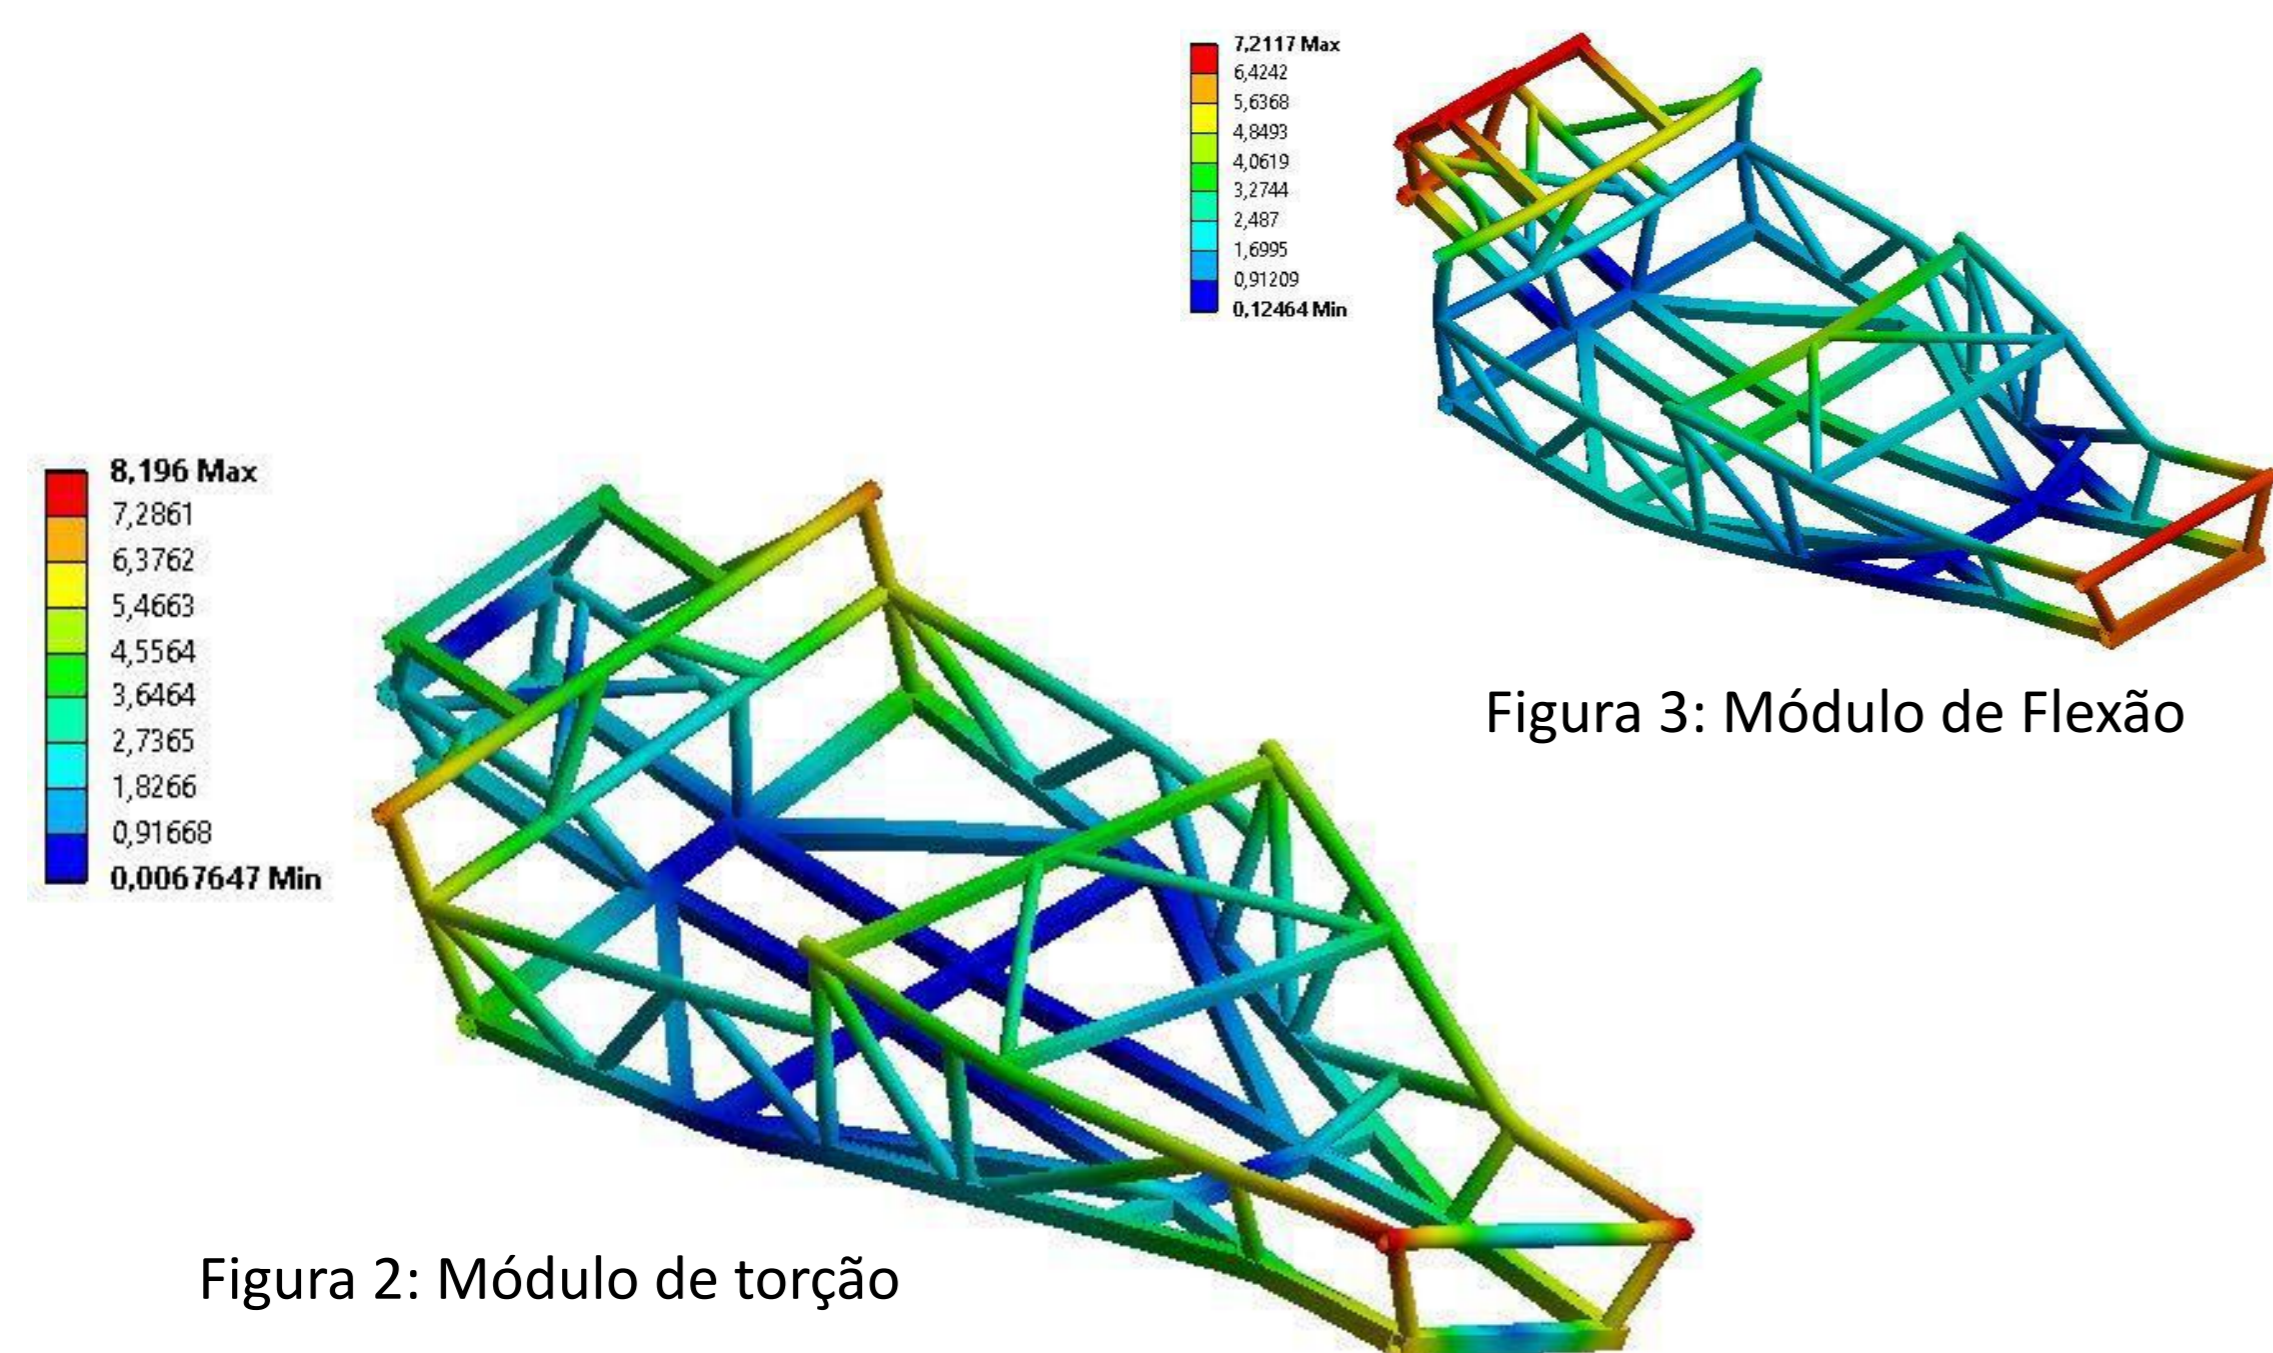 7,2117 Max
6,4242
5,6368
4,8493
4,0619
3,2744
2,487
1,6995
0,91209
0,12464 Min
Figura 3: Módulo de Flexão
8,196 Max
7,2861
6,3762
5,4663
4,5564
3,6464
2,7365
1,8266
0,91668
0,0067647 Min
Figura 2: Módulo de torção